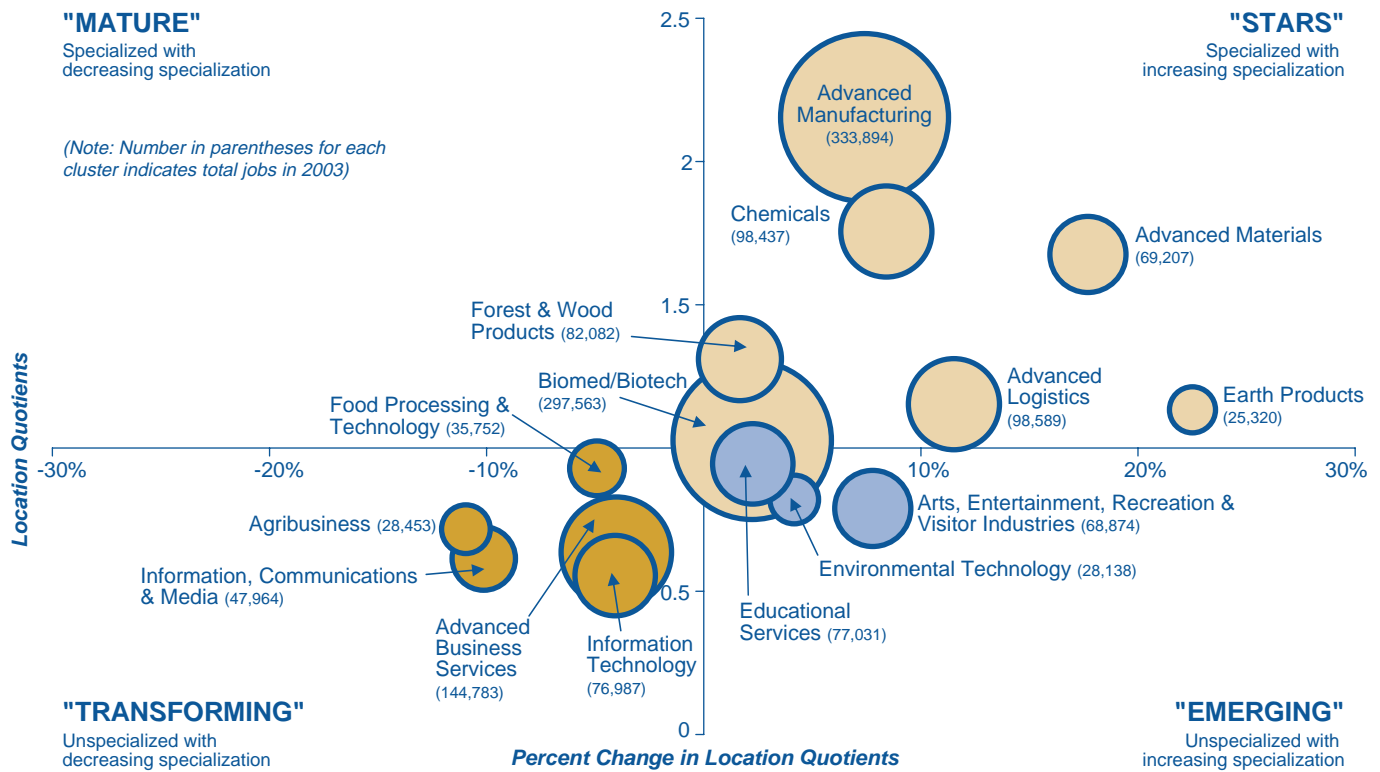 "MATURE"
Specialized with
decreasing specialization
(Note: Number in parentheses for each
cluster indicates total jobs in 2003)
"STARS"
Specialized with
increasing specialization
2.5
2
1.5
0.5
0
Advanced
Manufacturing
(333,894)
Chemicals
(98,437)
Advanced Materials
(69,207)
Forest & Wood
Products (82,082)
Biomed/Biotech
(297,563)
Advanced
Logistics
(98,589)
Earth Products
(25,320)
Food Processing &
Technology (35,752)
Location Quotients
-30%
-20%
-10%
10%
20%
30%
Agribusiness (28,453)
Information, Communications
& Media (47,964)
Arts, Entertainment, Recreation &
Visitor Industries (68,874)
Environmental Technology (28,138)
Educational
Services (77,031)
Advanced
Business
Services
(144,783)
Information
Technology
(76,987)
"TRANSFORMING"
Unspecialized with
decreasing specialization
Percent Change in Location Quotients
"EMERGING"
Unspecialized with
increasing specialization